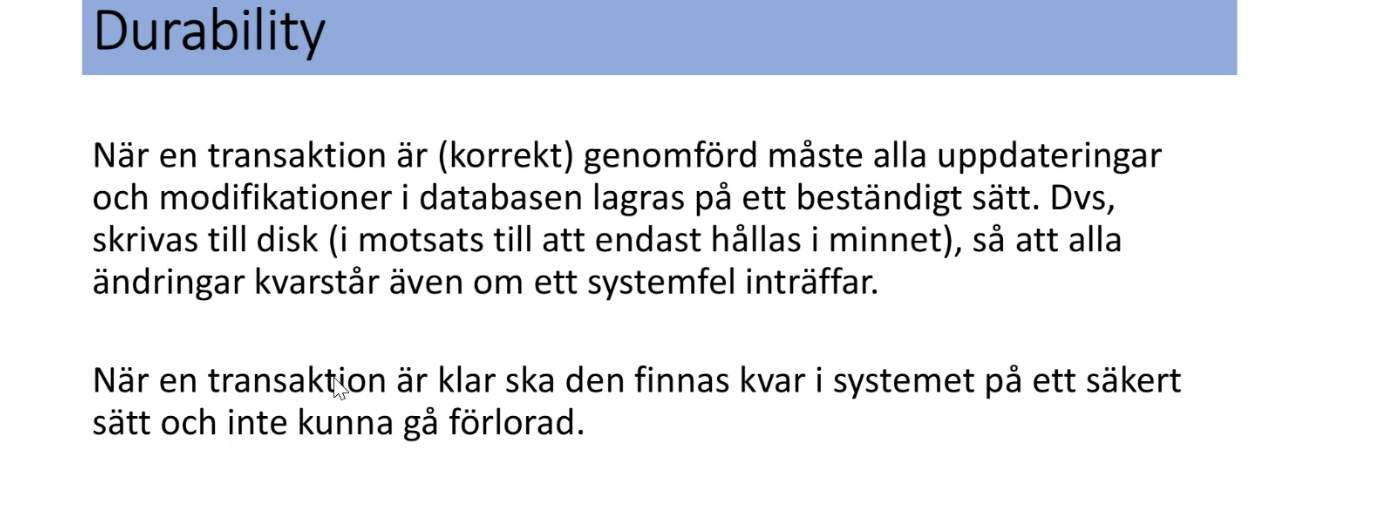 Durability
När en transaktion är (korrekt) genomförd måste alla uppdateringar
och modifikationer i databasen lagras på ett beständigt sätt. Dvs,
skrivas till disk (i motsats till att endast hållas i minnet), så att alla
ändringar kvarstår även om ett systemfel inträffar.
När en transaktion är klar ska den finnas kvar i systemet på ett säkert
sätt och inte kunna gå förlorad.